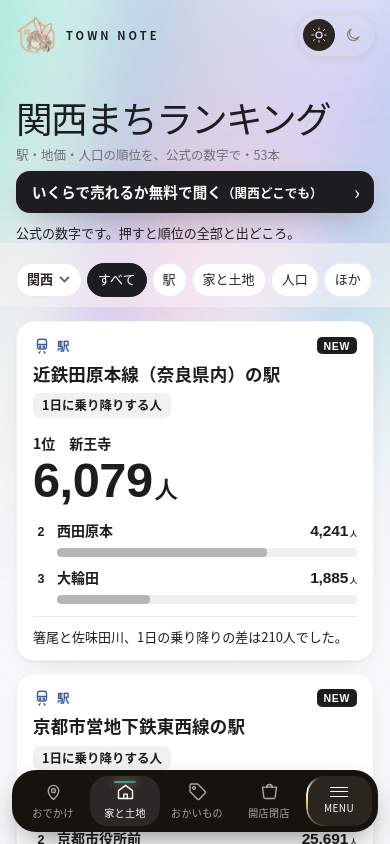 TOWN NOTE
関西まちランキング
駅・地価・人口の順位を、公式の数字で・53本
いくらで売れるか無料で聞く（関西どこでも） ›
公式の数字です。押すと順位の全部と出どころ。
関西 すべて 駅 家と土地 人口 ほか
駅 NEW
近鉄田原本線（奈良県内）の駅
1日に乗り降りする人
1位 新王寺
6,079人
2 西田原本 4,241人
3 大輪田 1,885人
箸尾と佐味田川、1日の乗り降りの差は210人でした。
駅 NEW
京都市営地下鉄東西線の駅
1日に乗り降りする人
おでかけ 家と土地 おかいもの 開店閉店 MENU
2 京都市役所前 25,691人